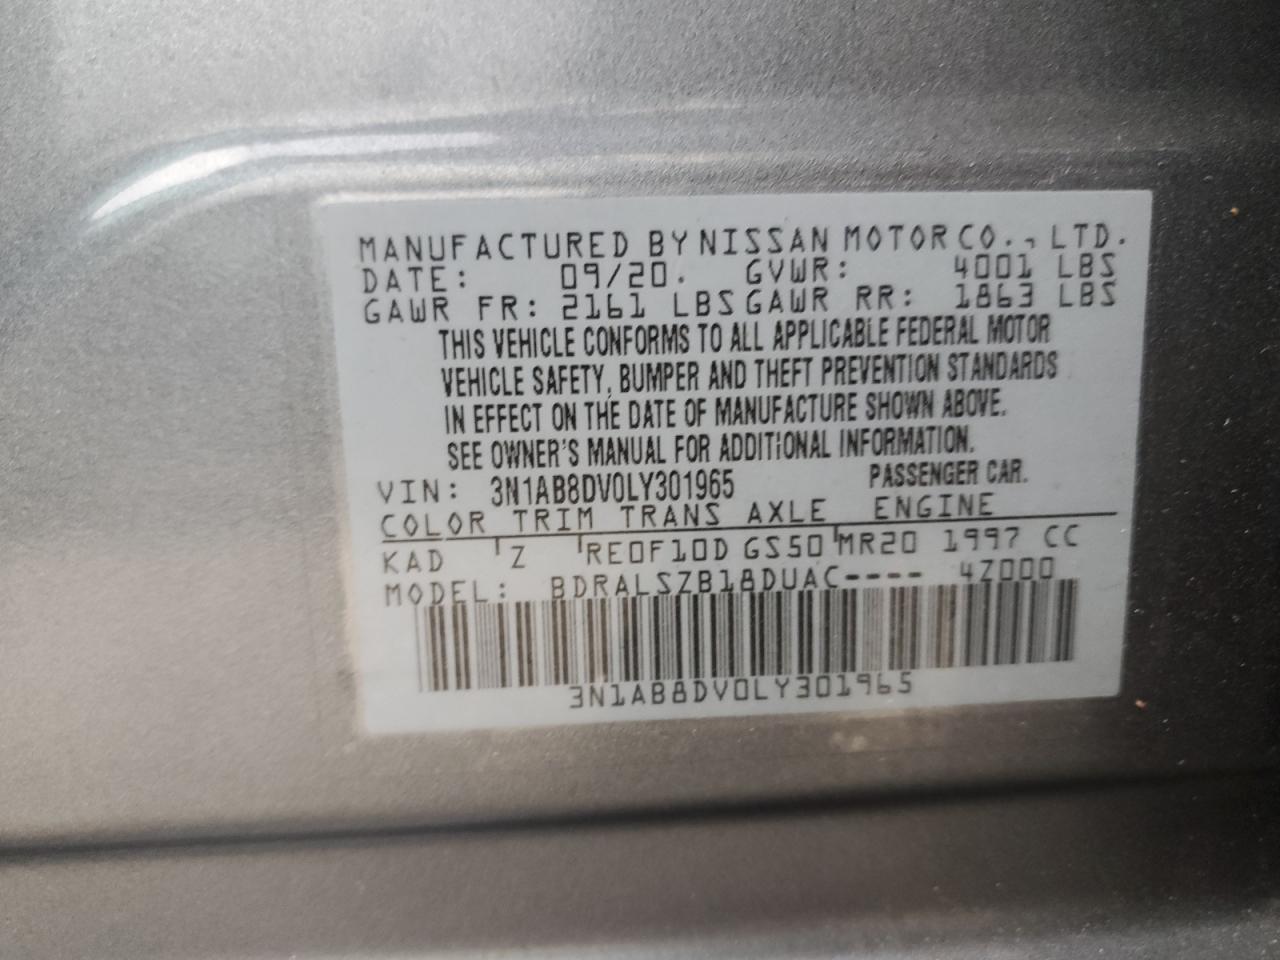 MANUFACTURED BY NISSAN MOTOR CO., LTD.
DATE: 09/20. GVWR: 4001 LBS
GAWR FR: 2161 LBS GAWR RR: 1863 LBS
THIS VEHICLE CONFORMS TO ALL APPLICABLE FEDERAL MOTOR
VEHICLE SAFETY, BUMPER AND THEFT PREVENTION STANDARDS
IN EFFECT ON THE DATE OF MANUFACTURE SHOWN ABOVE.
SEE OWNER'S MANUAL FOR ADDITIONAL INFORMATION.
VIN: 3N1AB8DV0LY301965 PASSENGER CAR.
COLOR TRIM TRANS AXLE ENGINE
KAD Z RE0F10D GS50 MR20 1997 CC
MODEL: BDRALSZB18DUAC---- 4Z000
3N1AB8DV0LY301965